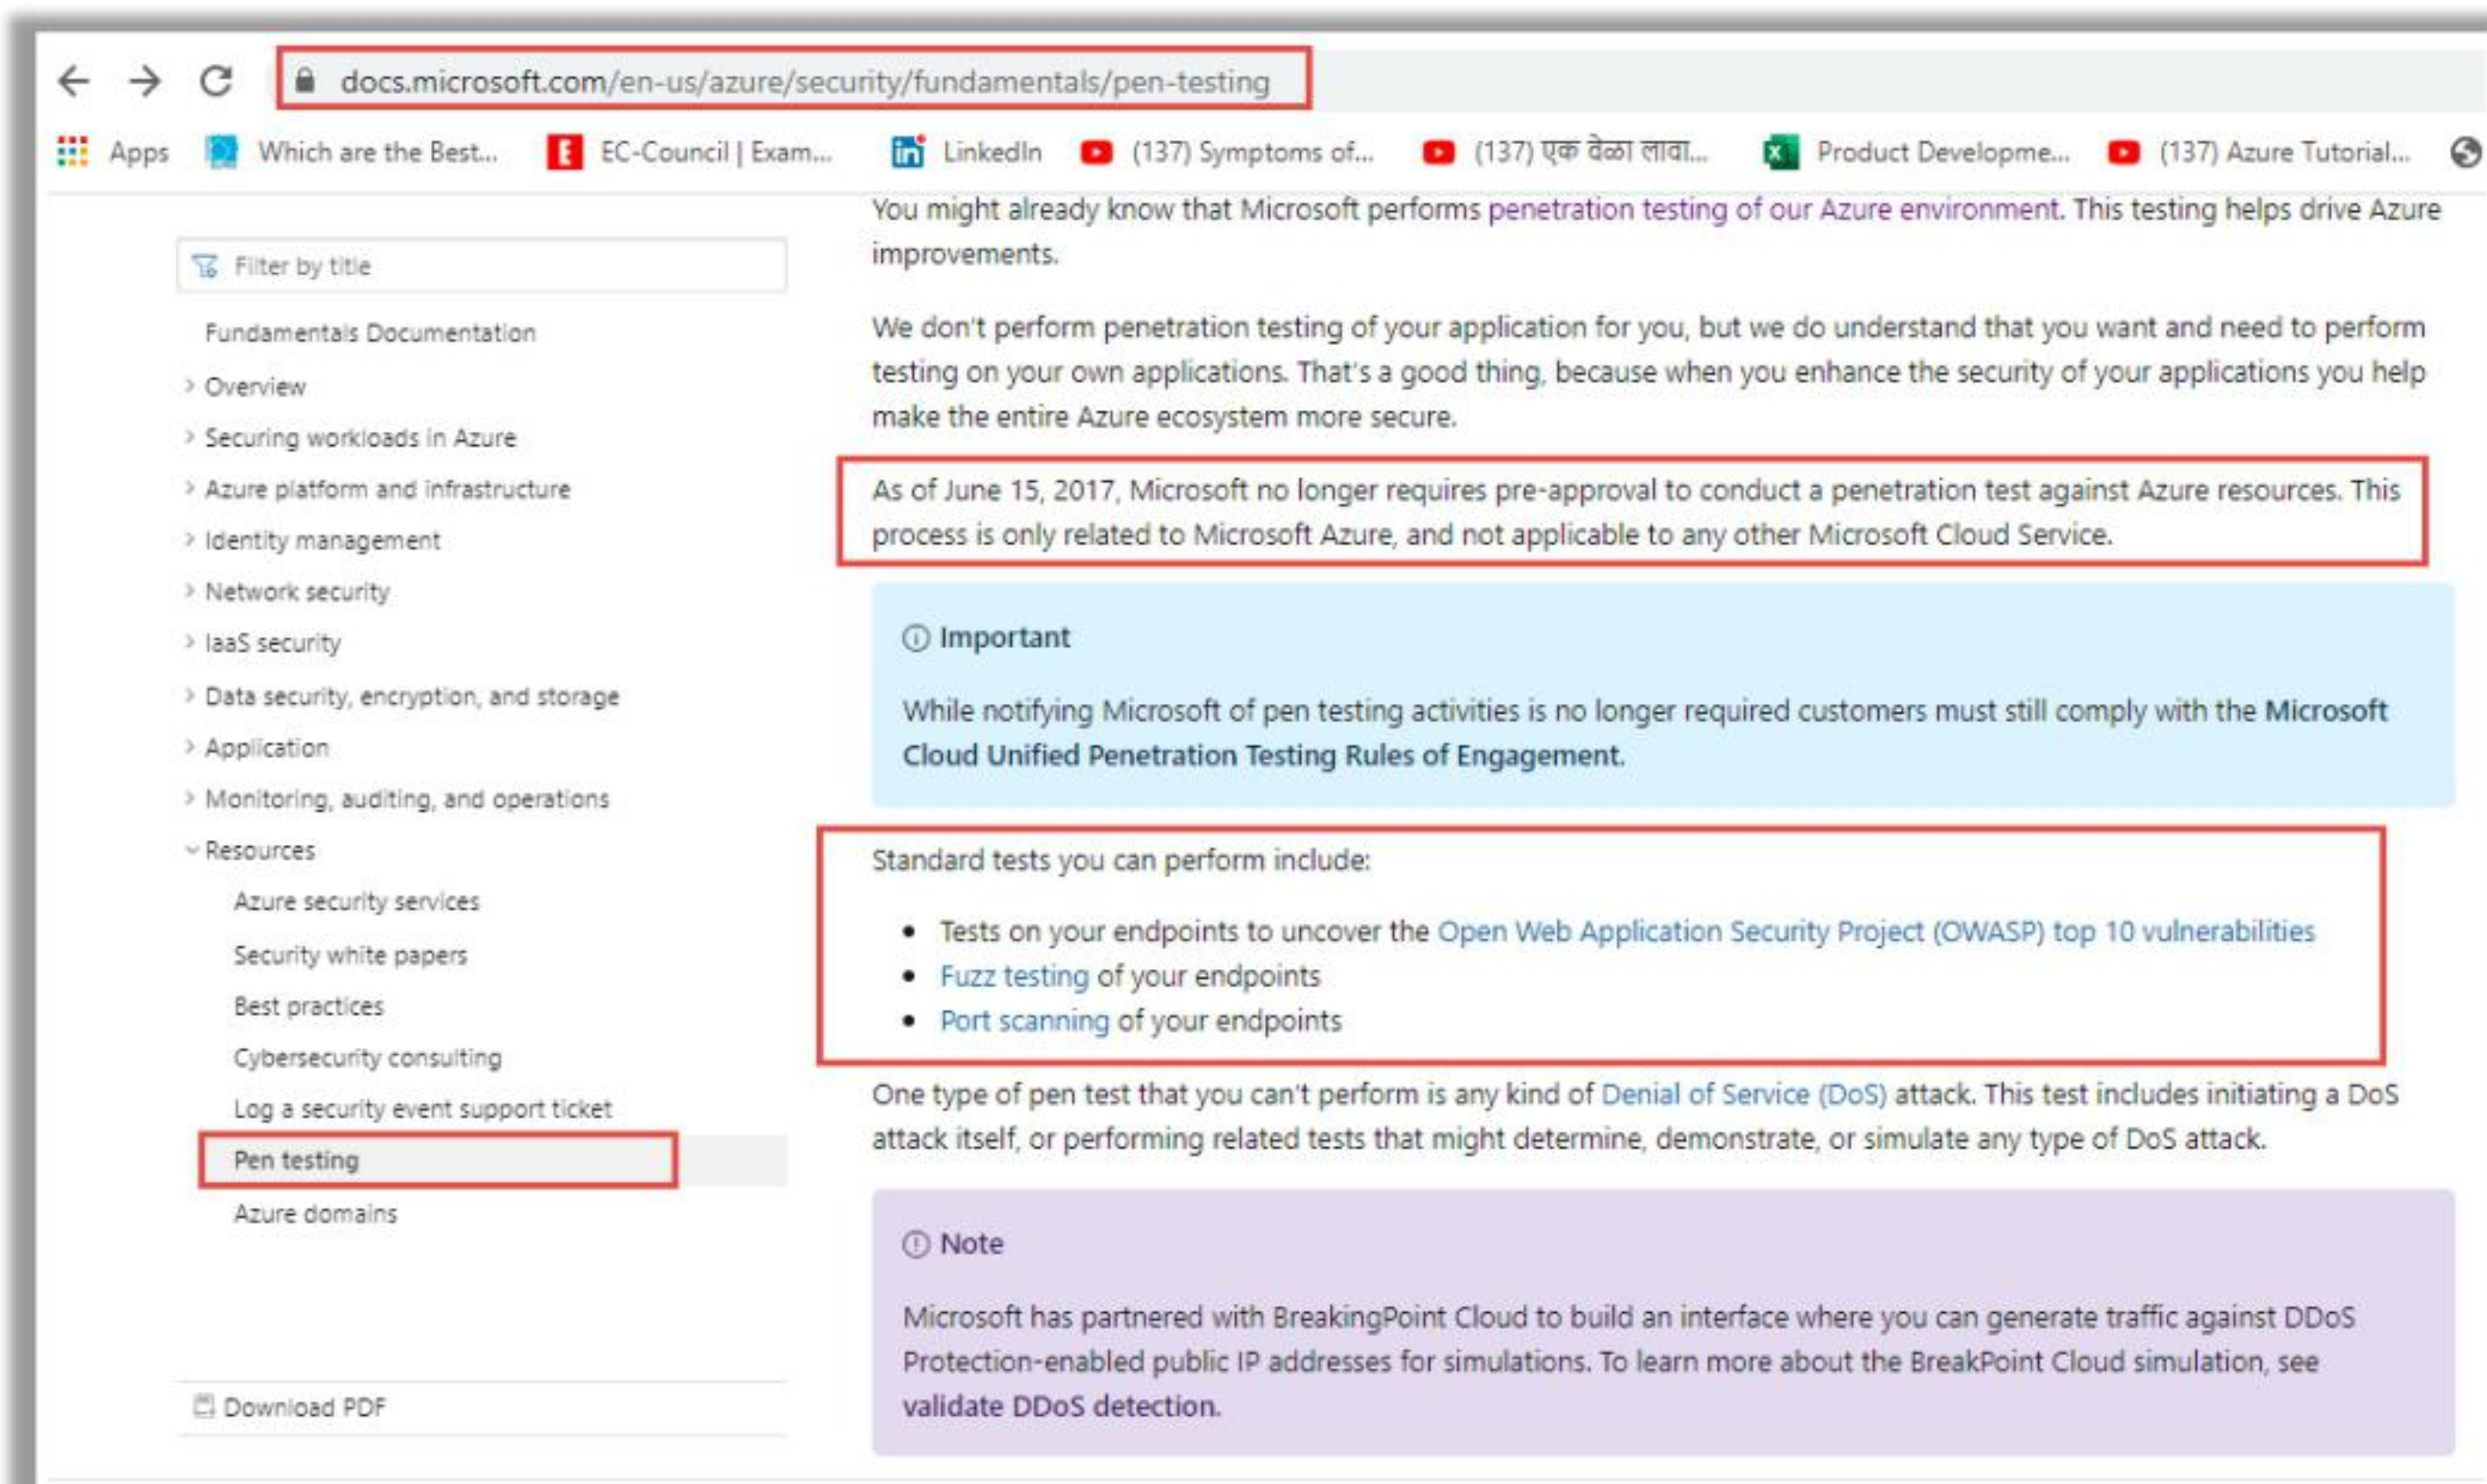 docs.microsoft.com/en-us/azure/security/fundamentals/pen-testing
Apps Which are the Best... EC-Council | Exam... LinkedIn (137) Symptoms of... (137) एक वेळा लावा... Product Developme... (137) Azure Tutorial...
Filter by title
Fundamentals Documentation
> Overview
> Securing workloads in Azure
> Azure platform and infrastructure
> Identity management
> Network security
> IaaS security
> Data security, encryption, and storage
> Application
> Monitoring, auditing, and operations
Resources
Azure security services
Security white papers
Best practices
Cybersecurity consulting
Log a security event support ticket
Pen testing
Azure domains
Download PDF
You might already know that Microsoft performs penetration testing of our Azure environment. This testing helps drive Azure
improvements.
We don't perform penetration testing of your application for you, but we do understand that you want and need to perform
testing on your own applications. That's a good thing, because when you enhance the security of your applications you help
make the entire Azure ecosystem more secure.
As of June 15, 2017, Microsoft no longer requires pre-approval to conduct a penetration test against Azure resources. This
process is only related to Microsoft Azure, and not applicable to any other Microsoft Cloud Service.
Important
While notifying Microsoft of pen testing activities is no longer required customers must still comply with the Microsoft
Cloud Unified Penetration Testing Rules of Engagement.
Standard tests you can perform include:
• Tests on your endpoints to uncover the Open Web Application Security Project (OWASP) top 10 vulnerabilities
• Fuzz testing of your endpoints
• Port scanning of your endpoints
One type of pen test that you can't perform is any kind of Denial of Service (DoS) attack. This test includes initiating a DoS
attack itself, or performing related tests that might determine, demonstrate, or simulate any type of DoS attack.
Note
Microsoft has partnered with BreakingPoint Cloud to build an interface where you can generate traffic against DDoS
Protection-enabled public IP addresses for simulations. To learn more about the BreakPoint Cloud simulation, see
validate DDoS detection.